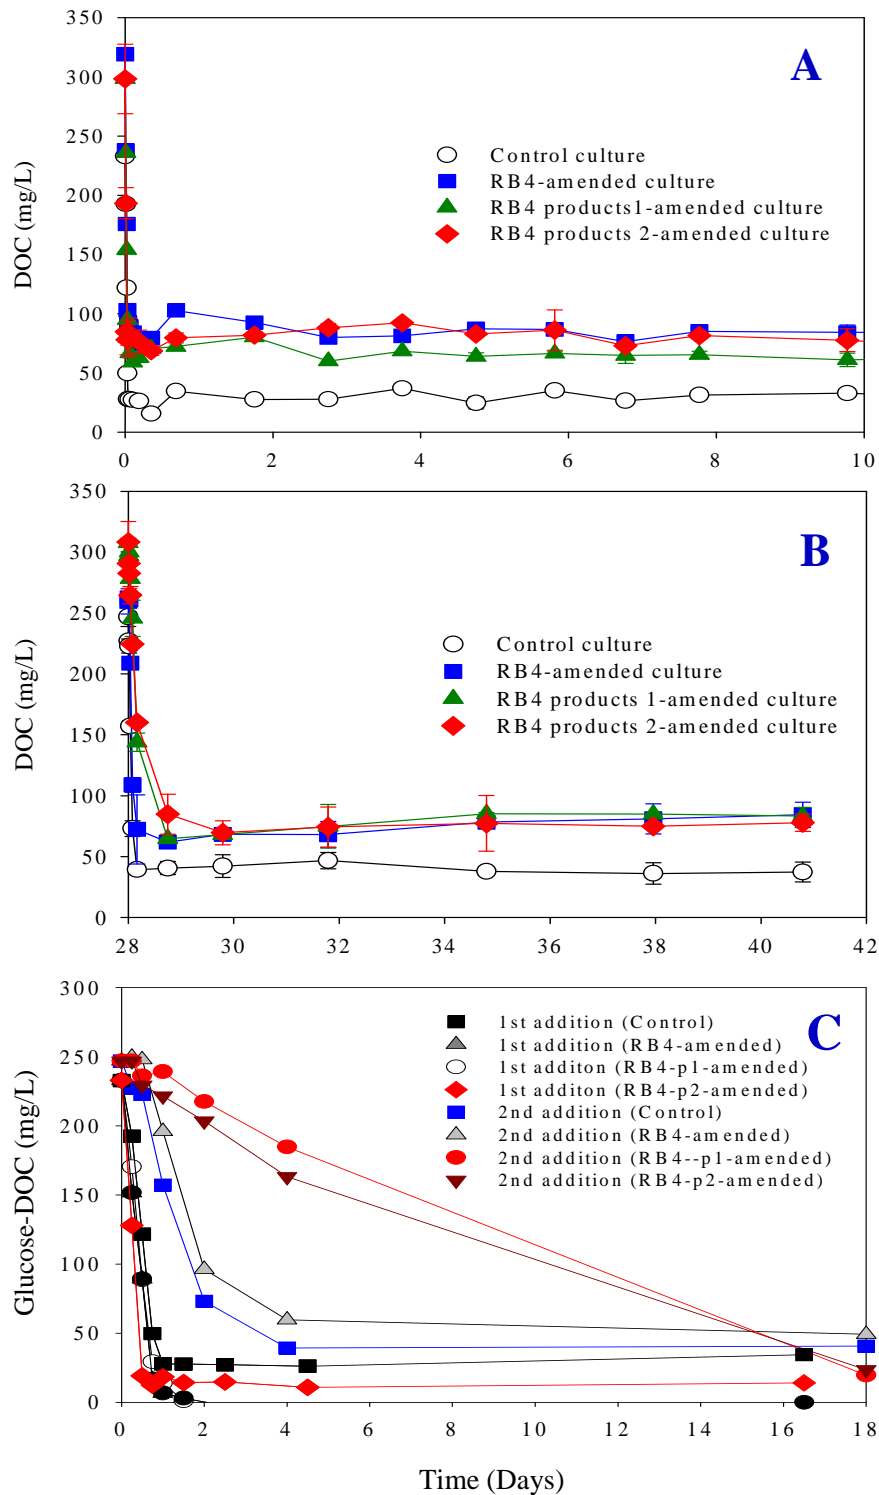 350
A
300
250
Control culture
RB4-amended culture
200
RB4 products1-amended culture
RB4 products 2-amended culture
150
100
50
0
DOC (mg/L)
0 2 4 6 8 10
350
B
300
250
Control culture
RB4-amended culture
200
RB4 products 1-amended culture
RB4 products 2-amended culture
150
100
50
0
DOC (mg/L)
28 30 32 34 36 38 40 42
300
C
1st addition (Control)
1st addition (RB4-amended)
250
1st additon (RB4-p1-amended)
1st addition (RB4-p2-amended)
2nd addition (Control)
200
2nd addition (RB4-amended)
2nd addition (RB4--p1-amended)
2nd addition (RB4-p2-amended)
150
100
50
0
Glucose-DOC (mg/L)
0 2 4 6 8 10 12 14 16 18
Time (Days)